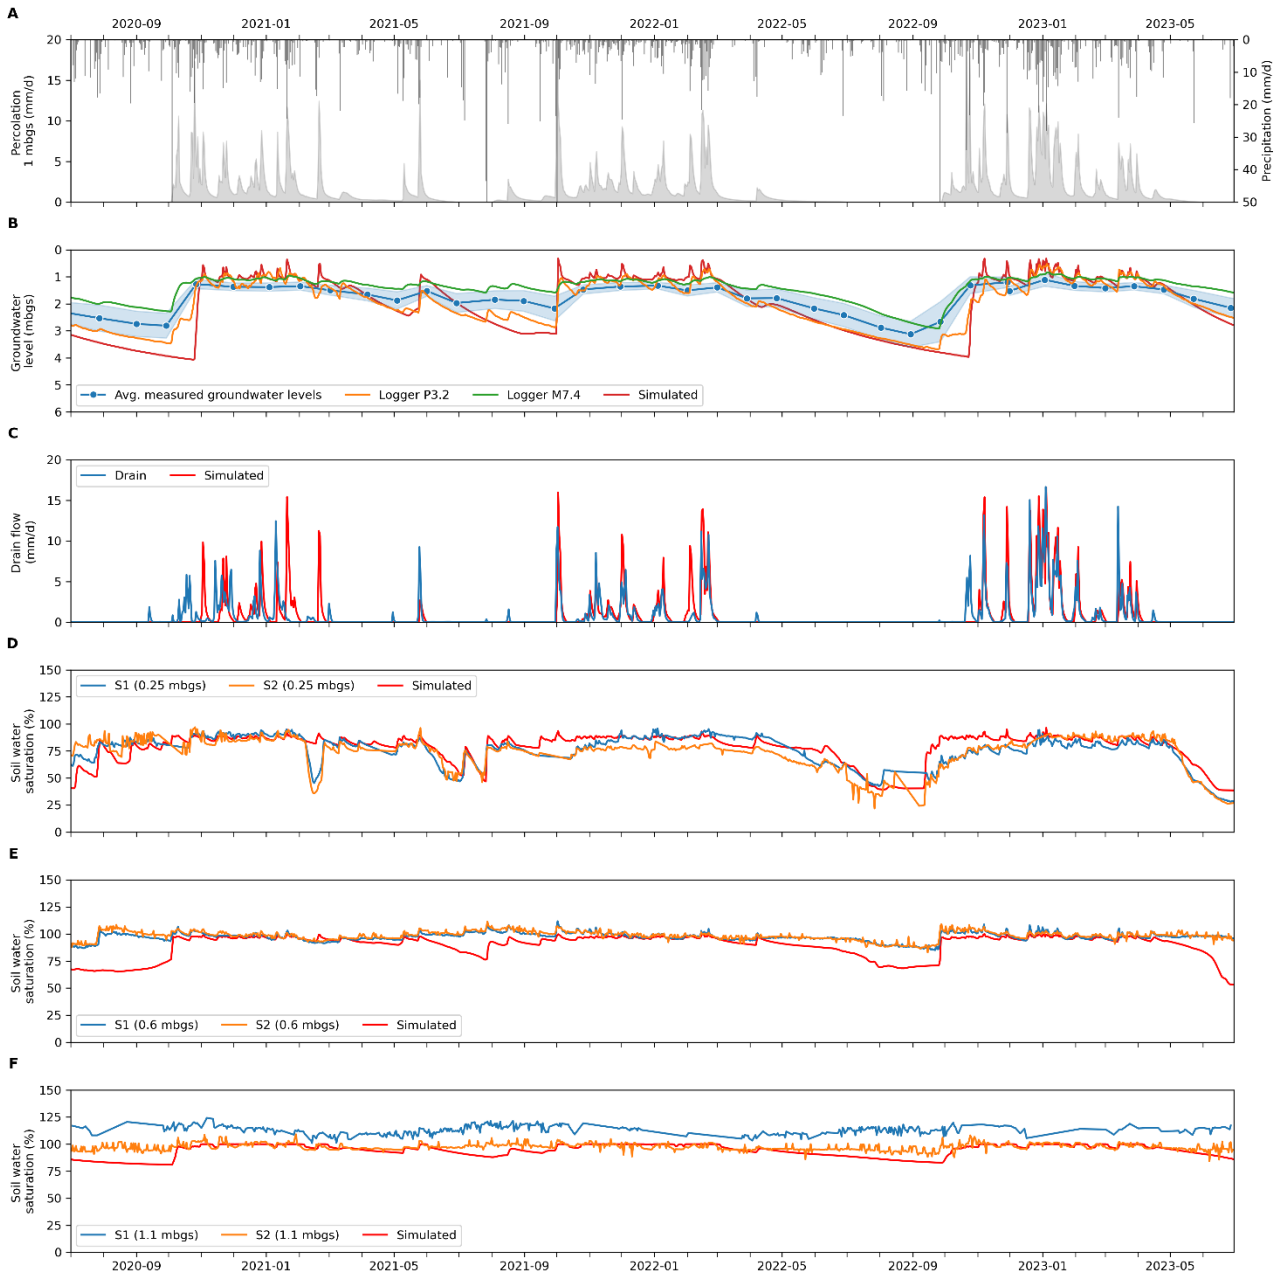 A
2020-09 2021-01 2021-05 2021-09 2022-01 2022-05 2022-09 2023-01 2023-05
20
15
10
5
0
Percolation
1 mbgs (mm/d)
0
10
20
30
40
50
Precipitation (mm/d)
B
0
1
2
3
4
5
6
Groundwater
level (mbgs)
Avg. measured groundwater levels Logger P3.2 Logger M7.4 Simulated
C
20
15
10
5
0
Drain flow
(mm/d)
Drain Simulated
D
150
125
100
75
50
25
0
Soil water
saturation (%)
S1 (0.25 mbgs) S2 (0.25 mbgs) Simulated
E
150
125
100
75
50
25
0
Soil water
saturation (%)
S1 (0.6 mbgs) S2 (0.6 mbgs) Simulated
F
150
125
100
75
50
25
0
Soil water
saturation (%)
S1 (1.1 mbgs) S2 (1.1 mbgs) Simulated
2020-09 2021-01 2021-05 2021-09 2022-01 2022-05 2022-09 2023-01 2023-05